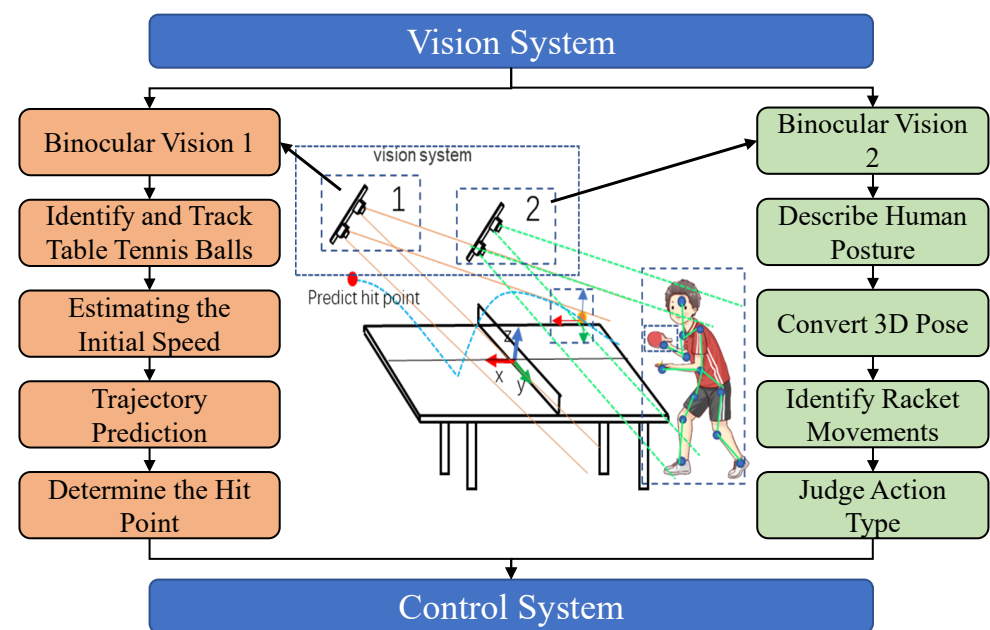 Vision System
Binocular Vision 1
Identify and Track
Table Tennis Balls
Estimating the
Initial Speed
Trajectory
Prediction
Determine the Hit
Point
vision system
1
2
Predict hit point
z
x
y
Binocular Vision
2
Describe Human
Posture
Convert 3D Pose
Identify Racket
Movements
Judge Action
Type
Control System